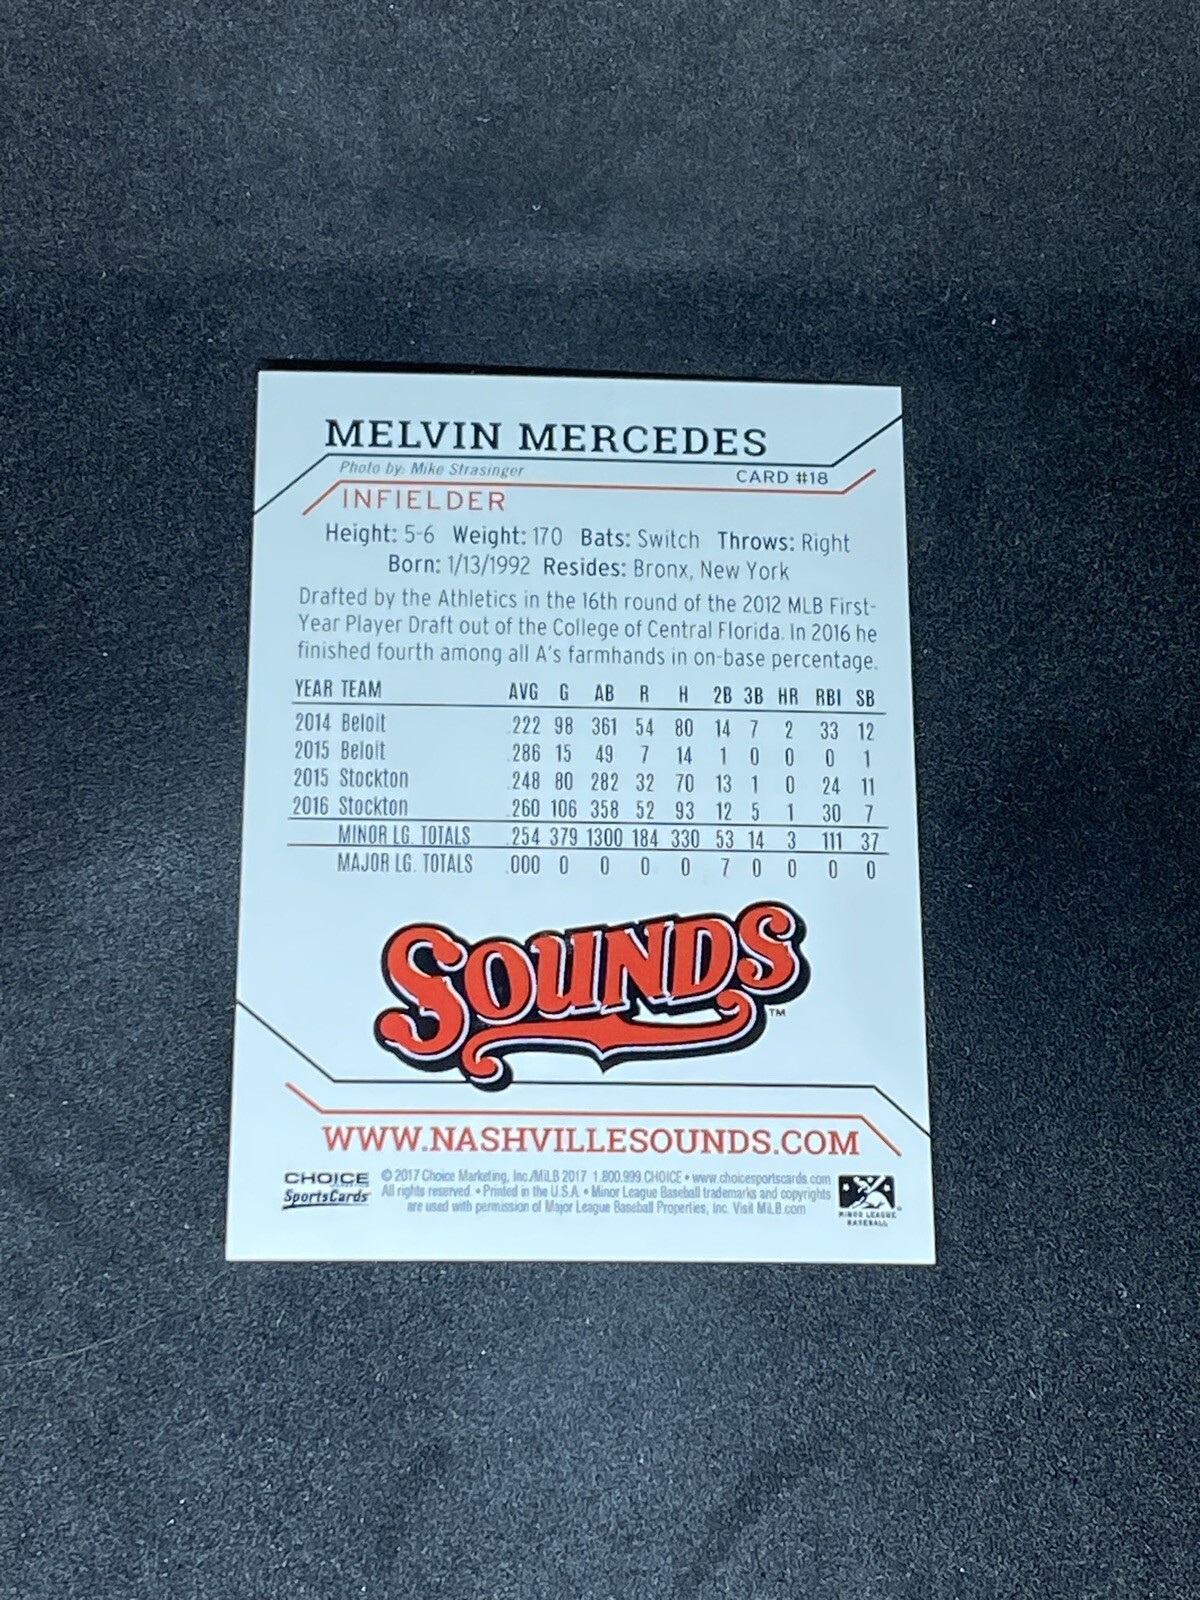 MELVIN MERCEDES
Photo by: Mike Strasinger
CARD #18
INFIELDER
Height: 5-6 Weight: 170 Bats: Switch Throws: Right
Born: 1/13/1992 Resides: Bronx, New York
Drafted by the Athletics in the 16th round of the 2012 MLB First-
Year Player Draft out of the College of Central Florida. In 2016 he
finished fourth among all A's farmhands in on-base percentage.
YEAR TEAM AVG G AB R H 2B 3B HR RBI SB
2014 Beloit .222 98 361 54 80 14 7 2 33 12
2015 Beloit .286 15 49 7 14 1 0 0 0 1
2015 Stockton .248 80 282 32 70 13 1 0 24 11
2016 Stockton .260 106 358 52 93 12 5 1 30 7
MINOR LG. TOTALS .254 379 1300 184 330 53 14 3 111 37
MAJOR LG. TOTALS .000 0 0 0 0 7 0 0 0 0
SOUNDS™
WWW.NASHVILLESOUNDS.COM
CHOICE
SportsCards
© 2017 Choice Marketing, Inc./MiLB 2017 1.800.999.CHOICE • www.choicesportscards.com
All rights reserved. • Printed in the U.S.A. • Minor League Baseball trademarks and copyrights
are used with permission of Major League Baseball Properties, Inc. Visit MiLB.com
MINOR LEAGUE
BASEBALL